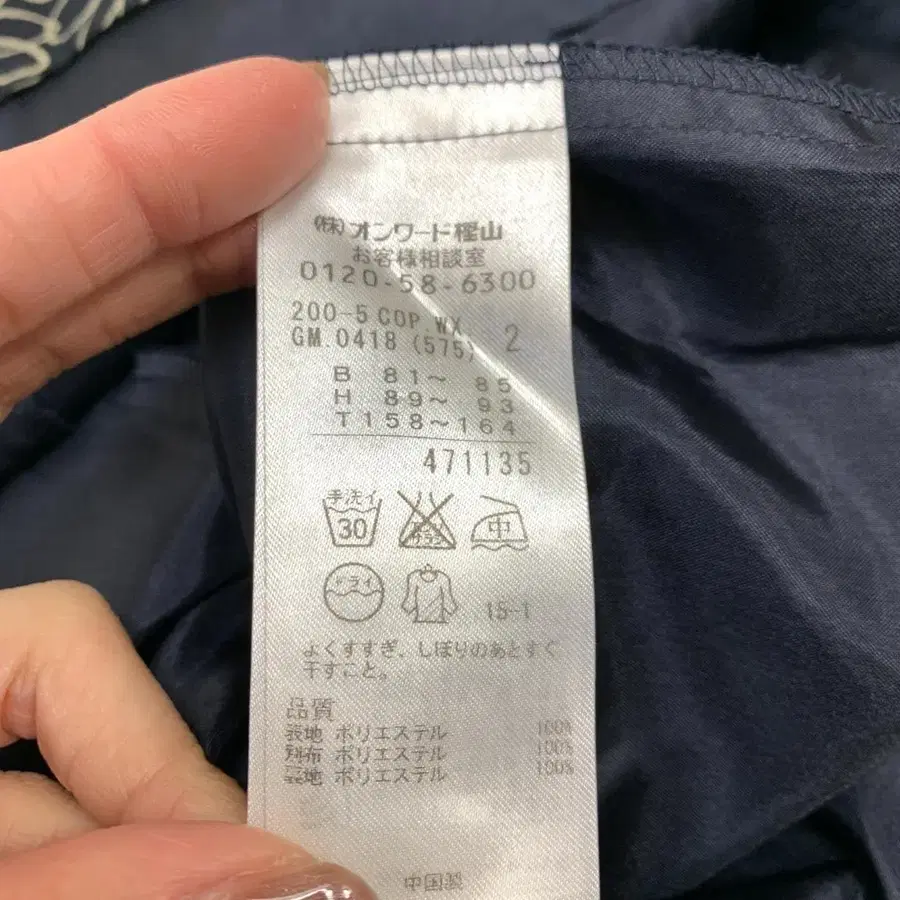 (株)オンワード樫山
お客様相談室
0120-58-6300
200-5 COP.WX.
GM.0418 (575) 2
B 81～ 85
H 89～ 93
T158～164
471135
手洗イ
30
中
ドライ
15-1
よくすすぎ、しぼりのあとすぐ
干すこと。
品質
表地 ポリエステル 100%
別布 ポリエステル 100%
裏地 ポリエステル 100%
中国製